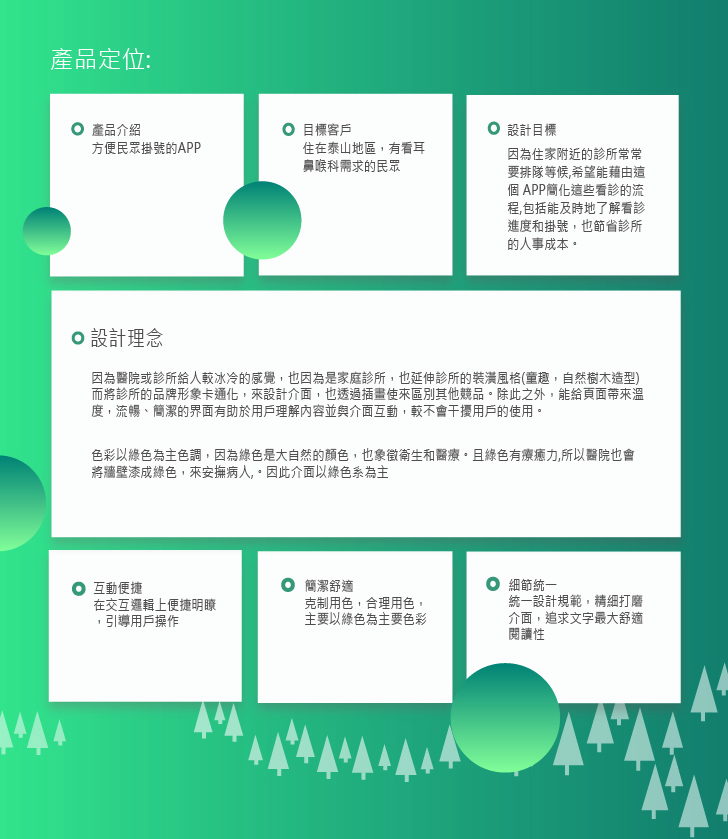 產品定位:
產品介紹
方便民眾掛號的APP
目標客戶
住在泰山地區，有看耳
鼻喉科需求的民眾
設計目標
因為住家附近的診所常常
要排隊等候,希望能藉由這
個 APP簡化這些看診的流
程,包括能及時地了解看診
進度和掛號，也節省診所
的人事成本。
設計理念
因為醫院或診所給人較冰冷的感覺，也因為是家庭診所，也延伸診所的裝潢風格(童趣，自然樹木造型)
而將診所的品牌形象卡通化，來設計介面，也透過插畫使來區別其他競品。除此之外，能給頁面帶來溫
度，流暢、簡潔的界面有助於用戶理解內容並與介面互動，較不會干擾用戶的使用。
色彩以綠色為主色調，因為綠色是大自然的顏色，也象徵衛生和醫療。且綠色有療癒力,所以醫院也會
將牆壁漆成綠色，來安撫病人,。因此介面以綠色系為主
互動便捷
在交互邏輯上便捷明瞭
，引導用戶操作
簡潔舒適
克制用色，合理用色，
主要以綠色為主要色彩
細節統一
統一設計規範，精細打磨
介面，追求文字最大舒適
閱讀性